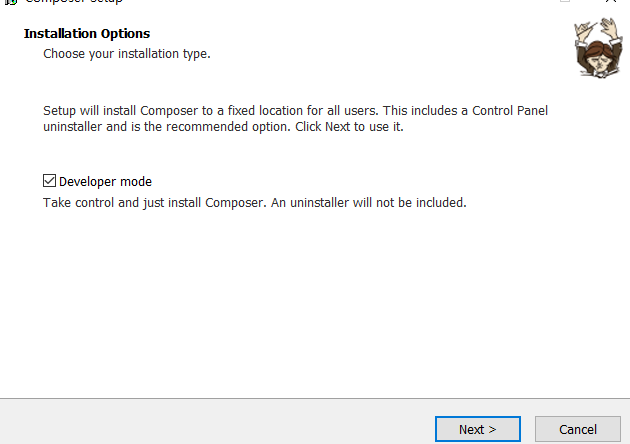 Composer Setup
Installation Options
Choose your installation type.
Setup will install Composer to a fixed location for all users. This includes a Control Panel
uninstaller and is the recommended option. Click Next to use it.
Developer mode
Take control and just install Composer. An uninstaller will not be included.
Next >
Cancel